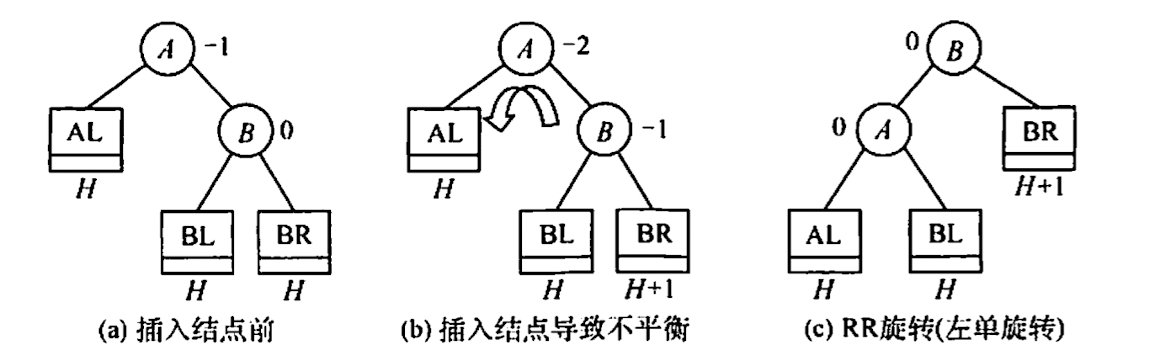 A -1
B 0
AL
H
BL
H
BR
H
(a) 插入结点前
A -2
B -1
AL
H
BL
H
BR
H+1
(b) 插入结点导致不平衡
0 B
0 A
BR
H+1
AL
H
BL
H
(c) RR旋转(左单旋转)